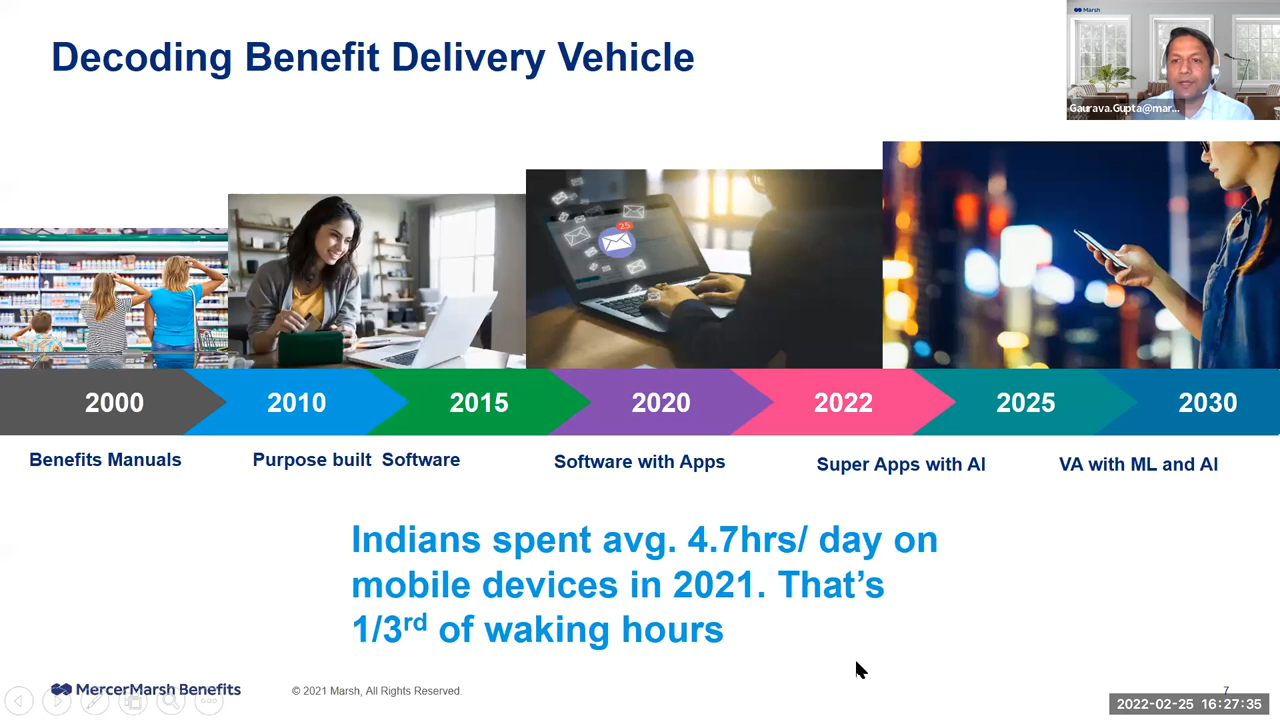 Decoding Benefit Delivery Vehicle
Marsh
Gaurava.Gupta@mar...
25
2000 2010 2015 2020 2022 2025 2030
Benefits Manuals Purpose built Software Software with Apps Super Apps with AI VA with ML and AI
Indians spent avg. 4.7hrs/ day on
mobile devices in 2021. That’s
1/3rd of waking hours
MercerMarsh Benefits © 2021 Marsh, All Rights Reserved. 7
2022-02-25 16:27:35